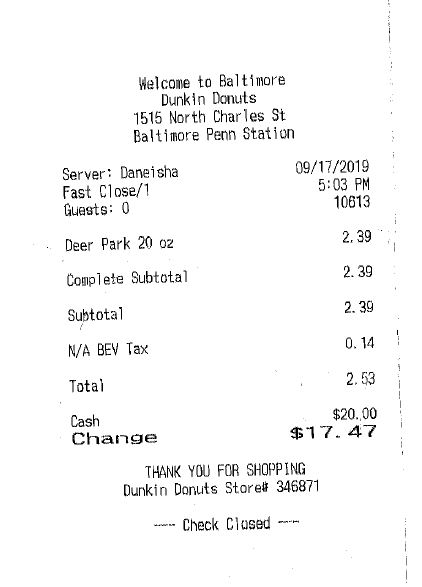 Welcome to Baltimore
Dunkin Donuts
1515 North Charles St
Baltimore Penn Station
Server: Daneisha 09/17/2019
Fast Close/1 5:03 PM
Guests: 0 10613
Deer Park 20 oz 2.39
Complete Subtotal 2.39
Subtotal 2.39
N/A BEV Tax 0.14
Total 2.53
Cash $20.00
Change $17.47
THANK YOU FOR SHOPPING
Dunkin Donuts Store# 346871
---- Check Closed ----